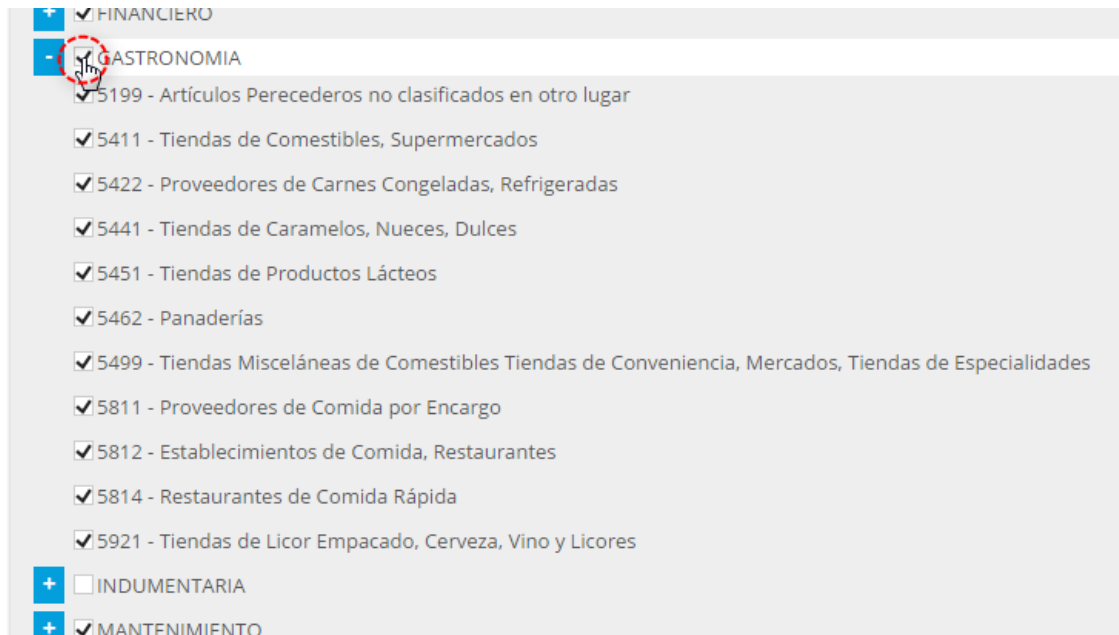 + FINANCIERO
- GASTRONOMIA
5199 - Artículos Perecederos no clasificados en otro lugar
5411 - Tiendas de Comestibles, Supermercados
5422 - Proveedores de Carnes Congeladas, Refrigeradas
5441 - Tiendas de Caramelos, Nueces, Dulces
5451 - Tiendas de Productos Lácteos
5462 - Panaderías
5499 - Tiendas Misceláneas de Comestibles Tiendas de Conveniencia, Mercados, Tiendas de Especialidades
5811 - Proveedores de Comida por Encargo
5812 - Establecimientos de Comida, Restaurantes
5814 - Restaurantes de Comida Rápida
5921 - Tiendas de Licor Empacado, Cerveza, Vino y Licores
+ INDUMENTARIA
+ MANTENIMIENTO